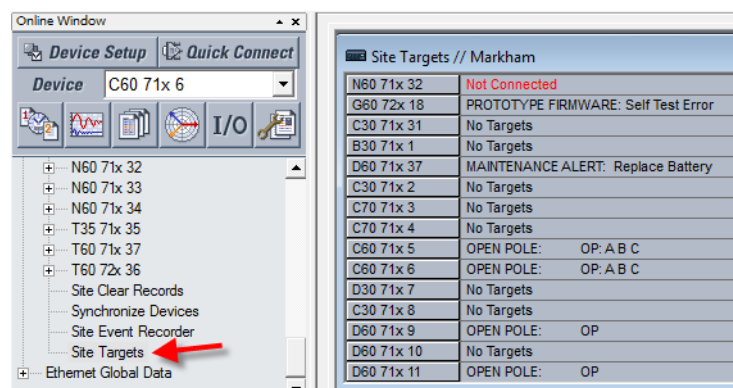 Online Window
Device Setup Quick Connect
Device C60 71x 6
I/O
N60 71x 32
N60 71x 33
N60 71x 34
T35 71x 35
T60 71x 37
T60 72x 36
Site Clear Records
Synchronize Devices
Site Event Recorder
Site Targets
Ethernet Global Data
Site Targets // Markham
N60 71x 32 Not Connected
G60 72x 18 PROTOTYPE FIRMWARE: Self Test Error
C30 71x 31 No Targets
B30 71x 1 No Targets
D60 71x 37 MAINTENANCE ALERT: Replace Battery
C30 71x 2 No Targets
C70 71x 3 No Targets
C70 71x 4 No Targets
C60 71x 5 OPEN POLE: OP: A B C
C60 71x 6 OPEN POLE: OP: A B C
D30 71x 7 No Targets
C30 71x 8 No Targets
D60 71x 9 OPEN POLE: OP
D60 71x 10 No Targets
D60 71x 11 OPEN POLE: OP